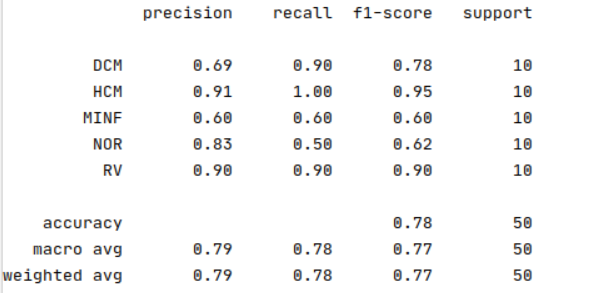 precision recall f1-score support
DCM 0.69 0.90 0.78 10
HCM 0.91 1.00 0.95 10
MINF 0.60 0.60 0.60 10
NOR 0.83 0.50 0.62 10
RV 0.90 0.90 0.90 10
accuracy 0.78 50
macro avg 0.79 0.78 0.77 50
weighted avg 0.79 0.78 0.77 50